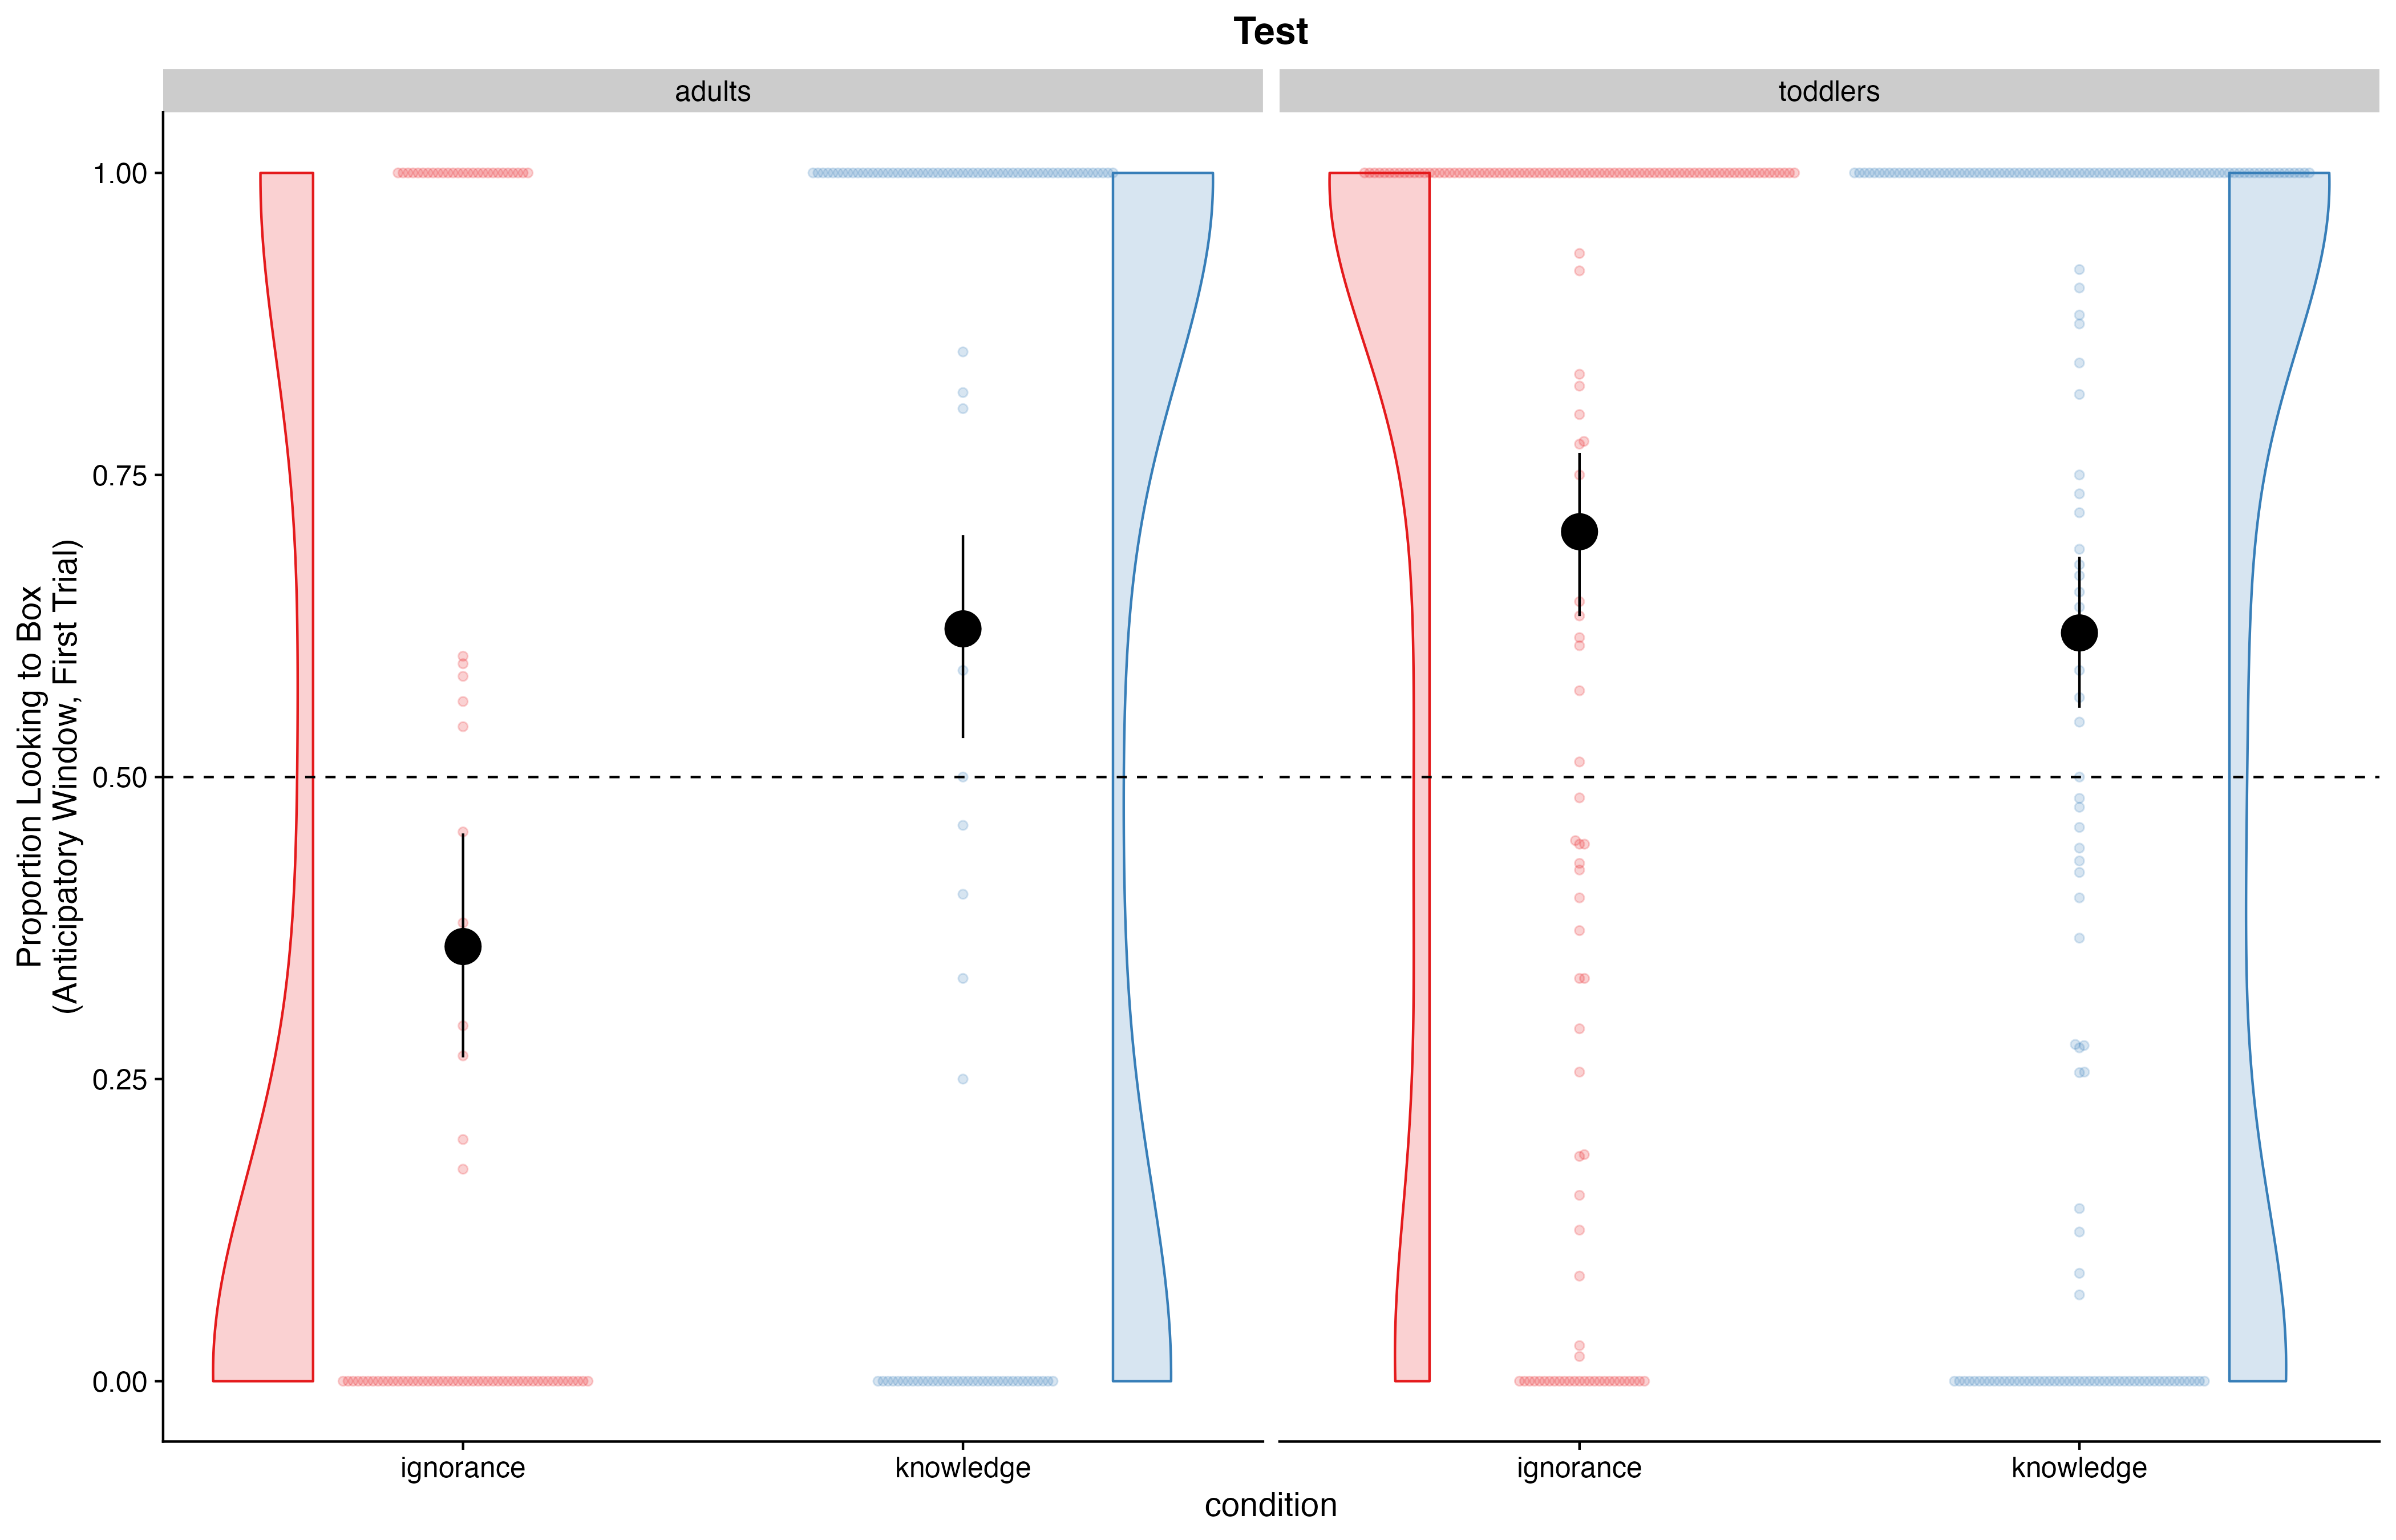 Test
adults
toddlers
1.00
0.75
0.50
0.25
0.00
Proportion Looking to Box
(Anticipatory Window, First Trial)
ignorance
knowledge
ignorance
knowledge
condition